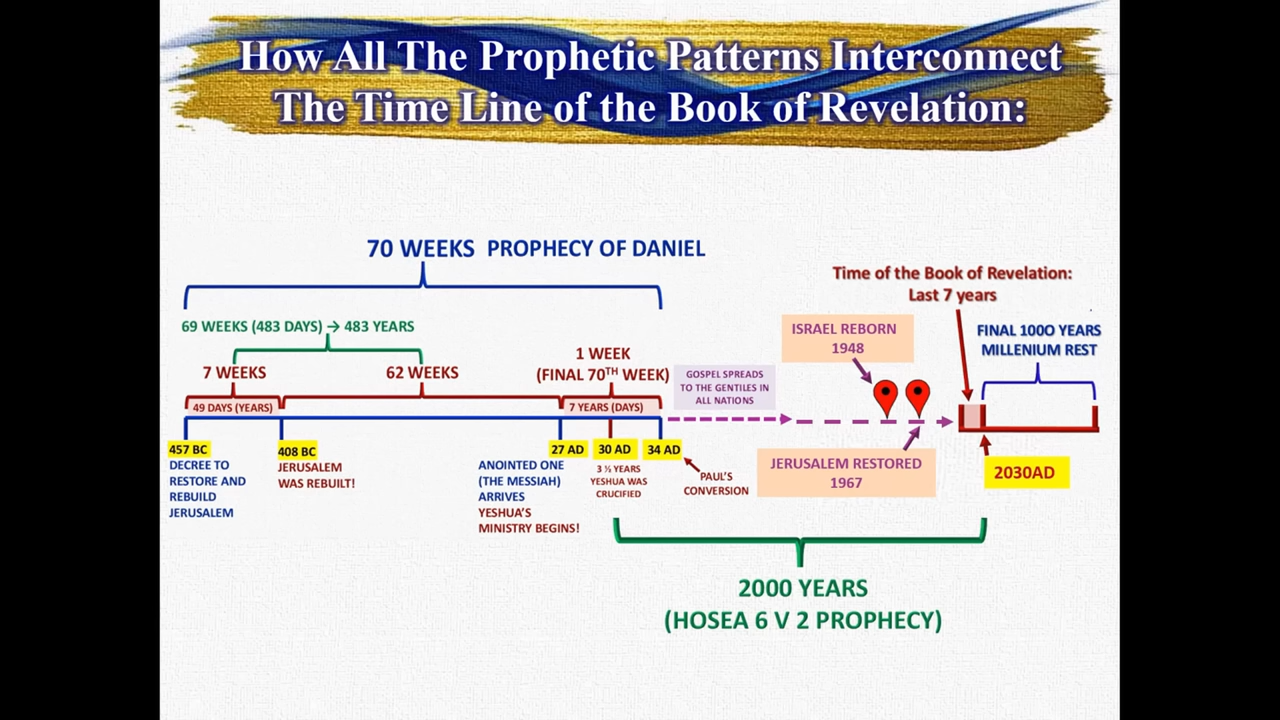 How All The Prophetic Patterns Interconnect
The Time Line of the Book of Revelation:
70 WEEKS PROPHECY OF DANIEL
69 WEEKS (483 DAYS) → 483 YEARS
7 WEEKS
62 WEEKS
1 WEEK
(FINAL 70TH WEEK)
49 DAYS (YEARS)
7 YEARS (DAYS)
457 BC
DECREE TO
RESTORE AND
REBUILD
JERUSALEM
408 BC
JERUSALEM
WAS REBUILT!
27 AD
ANOINTED ONE
(THE MESSIAH)
ARRIVES
YESHUA'S
MINISTRY BEGINS!
30 AD
3 ½ YEARS
YESHUA WAS
CRUCIFIED
34 AD
PAUL'S
CONVERSION
GOSPEL SPREADS
TO THE GENTILES IN
ALL NATIONS
ISRAEL REBORN
1948
JERUSALEM RESTORED
1967
Time of the Book of Revelation:
Last 7 years
FINAL 100O YEARS
MILLENIUM REST
2030AD
2000 YEARS
(HOSEA 6 V 2 PROPHECY)